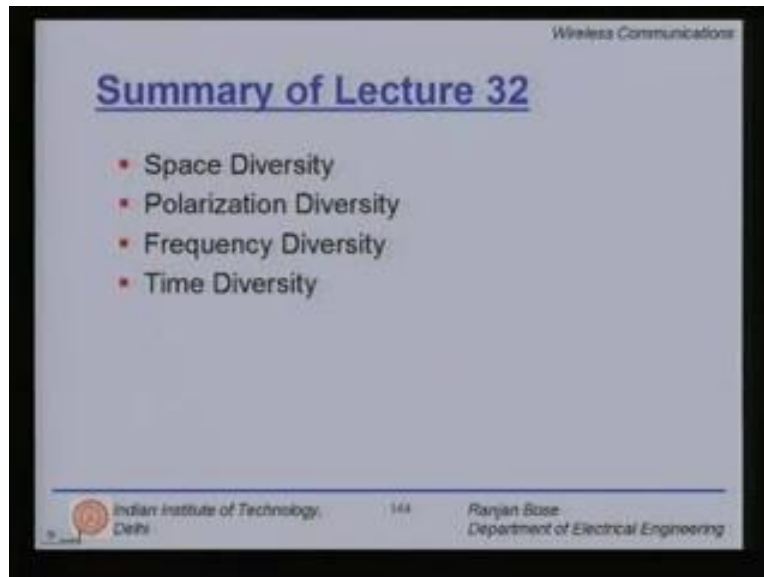 Wireless Communications
Summary of Lecture 32
Space Diversity
Polarization Diversity
Frequency Diversity
Time Diversity
Indian Institute of Technology,
Delhi
144
Ranjan Bose
Department of Electrical Engineering